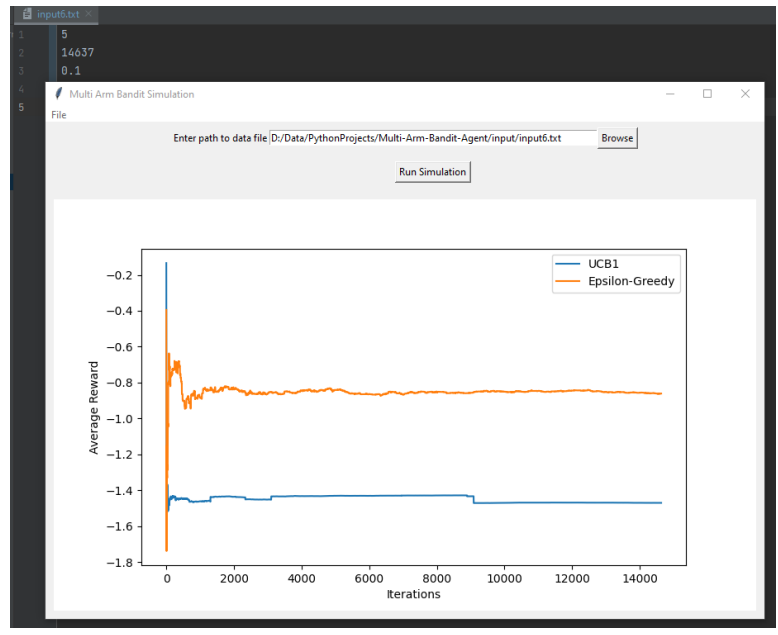 input6.txt
1 5
2 14637
3 0.1
4
5
Multi Arm Bandit Simulation
File
Enter path to data file D:/Data/PythonProjects/Multi-Arm-Bandit-Agent/input/input6.txt Browse
Run Simulation
UCB1
Epsilon-Greedy
−0.2
−0.4
−0.6
−0.8
−1.0
−1.2
−1.4
−1.6
−1.8
Average Reward
0 2000 4000 6000 8000 10000 12000 14000
Iterations